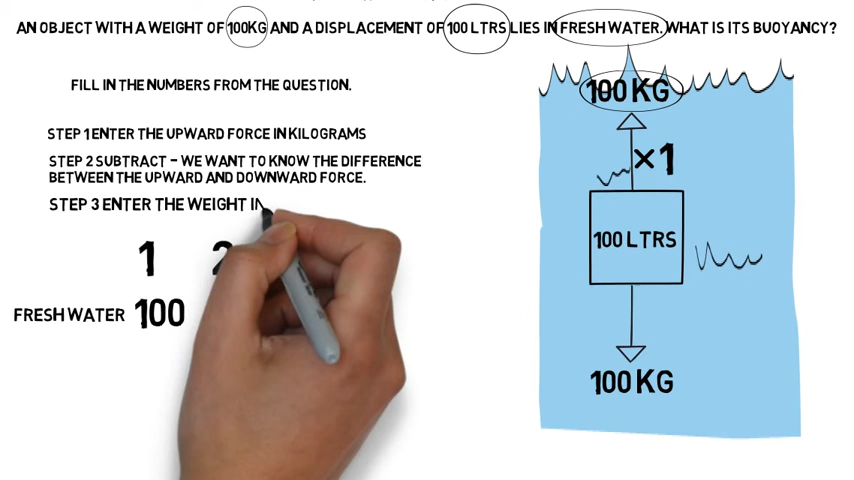 AN OBJECT WITH A WEIGHT OF 100KG AND A DISPLACEMENT OF 100 LTRS LIES IN FRESH WATER. WHAT IS ITS BUOYANCY?
FILL IN THE NUMBERS FROM THE QUESTION.
STEP 1 ENTER THE UPWARD FORCE IN KILOGRAMS
STEP 2 SUBTRACT – WE WANT TO KNOW THE DIFFERENCE
BETWEEN THE UPWARD AND DOWNWARD FORCE.
STEP 3 ENTER THE WEIGHT IN
1 2
FRESH WATER 100
100 KG
×1
100 LTRS
100 KG